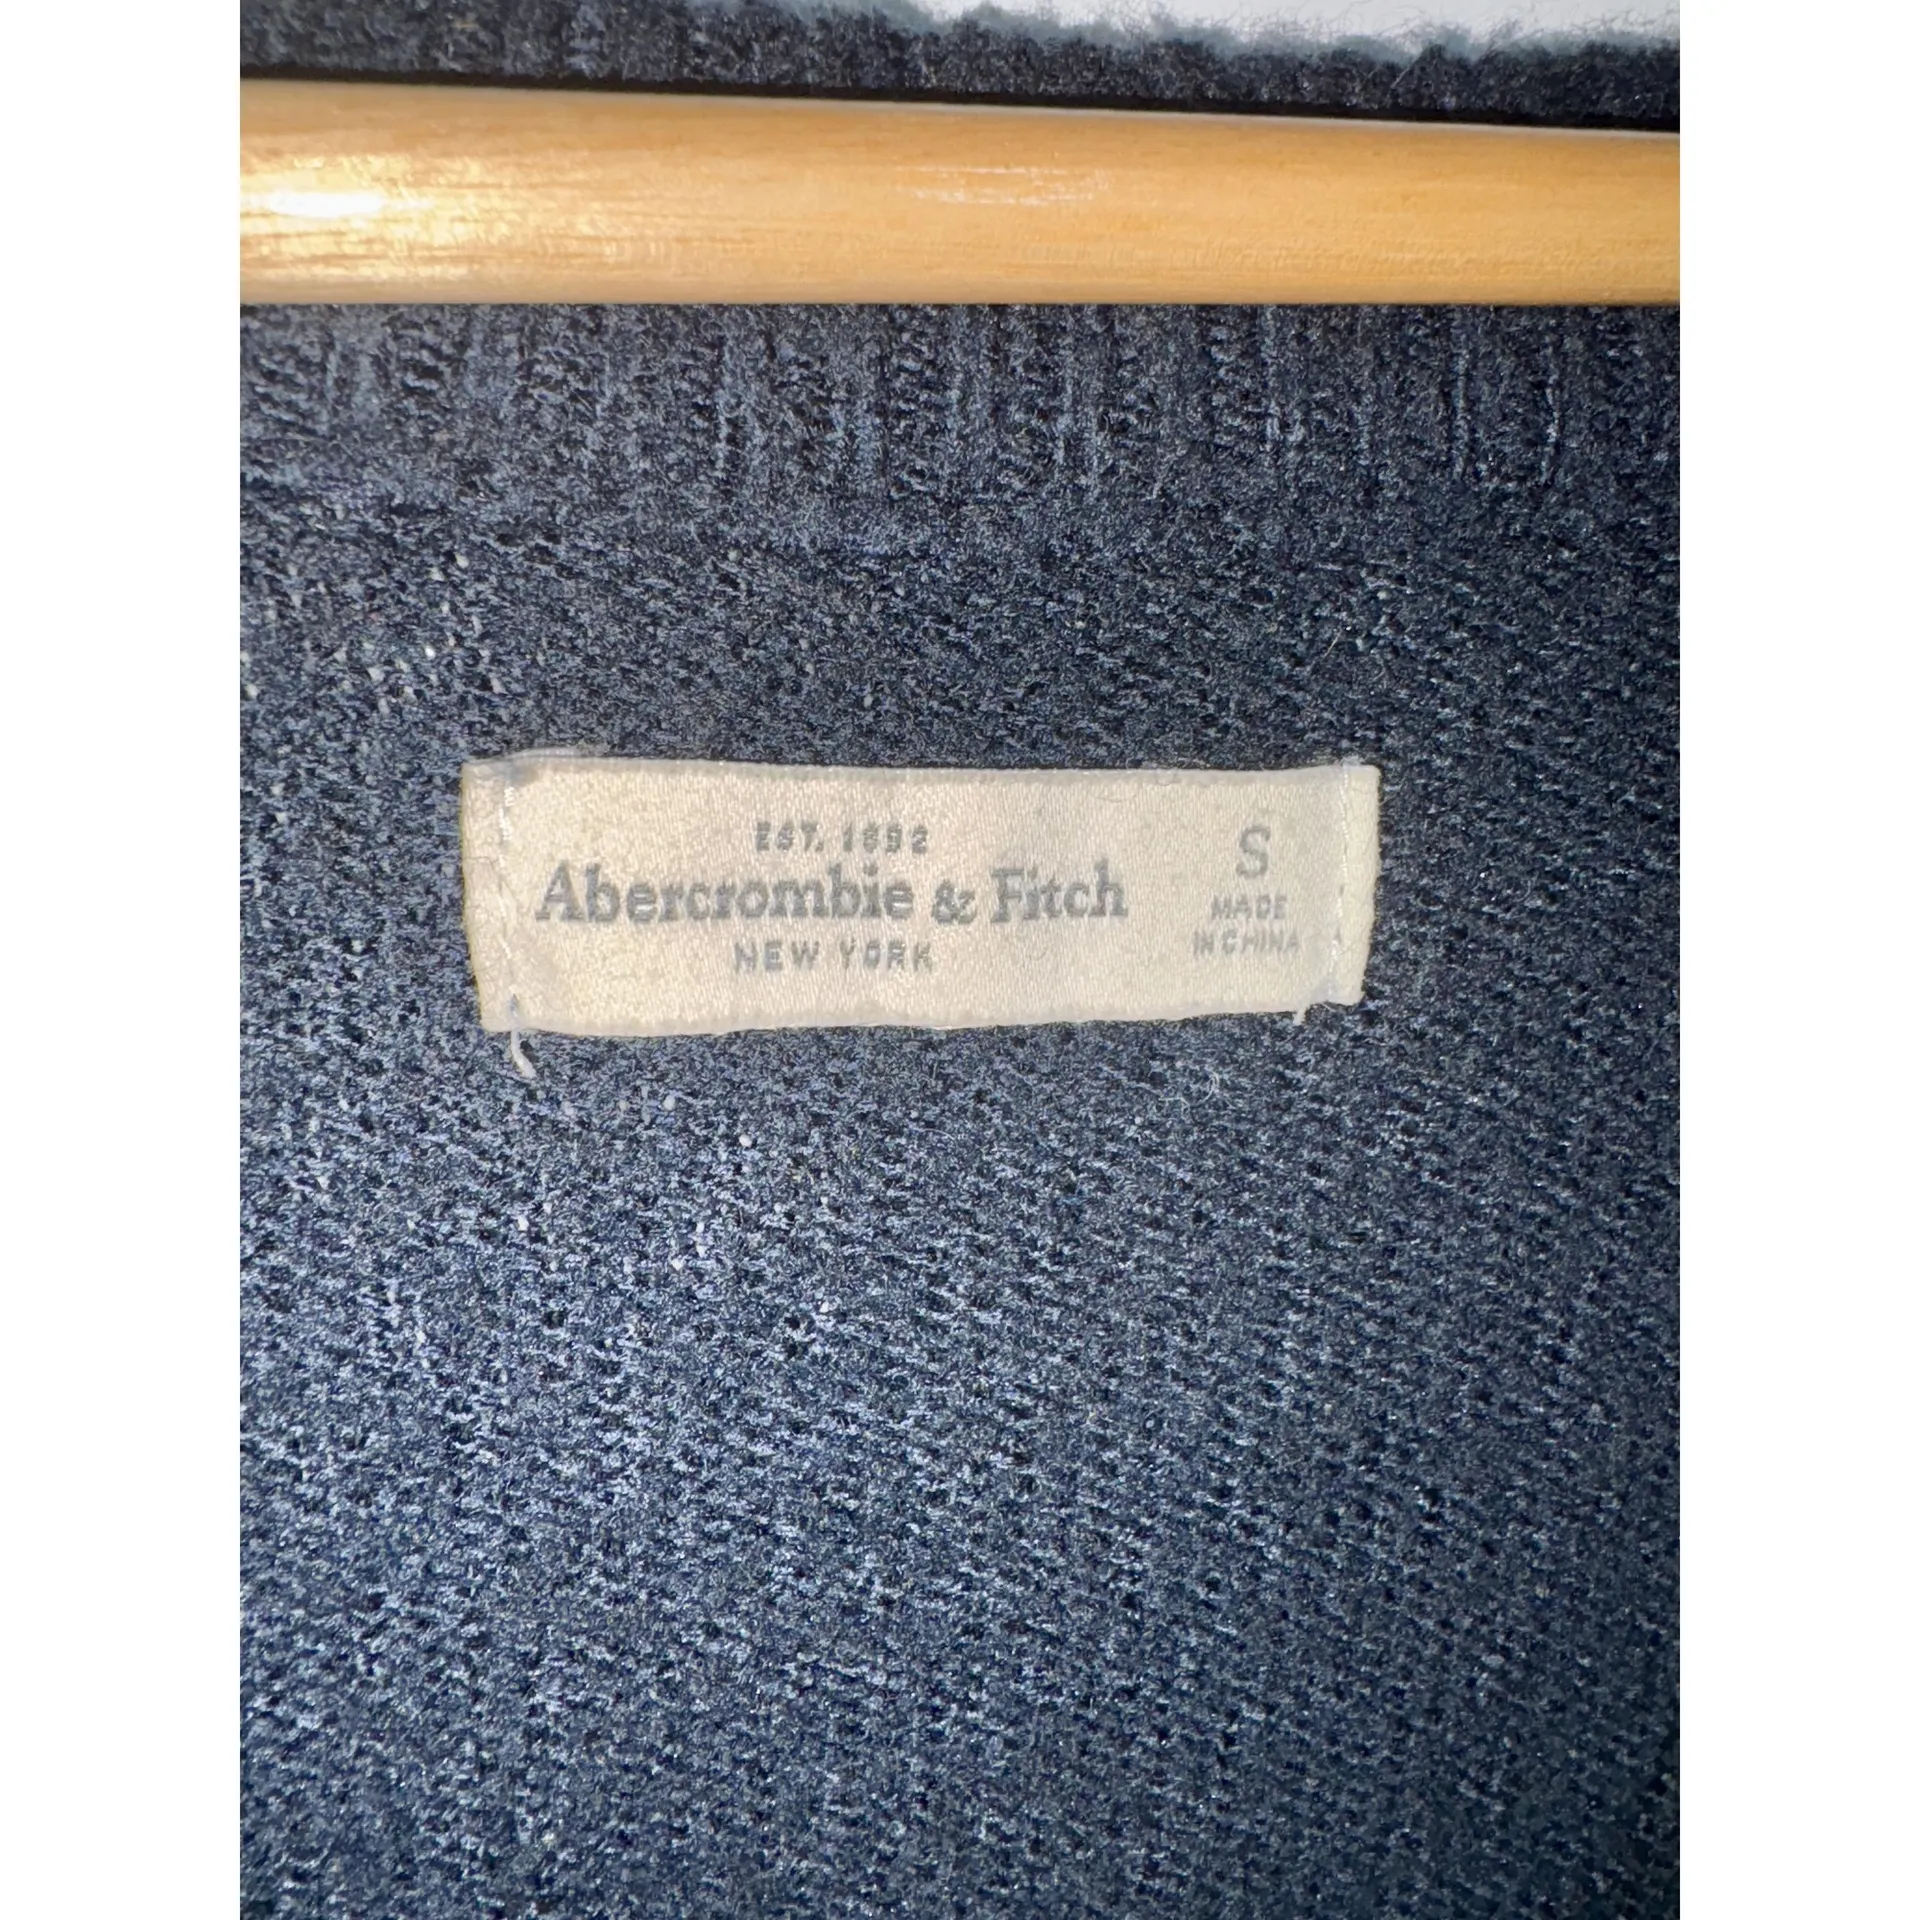 EST. 1892
Abercrombie & Fitch
NEW YORK
S
MADE
IN CHINA